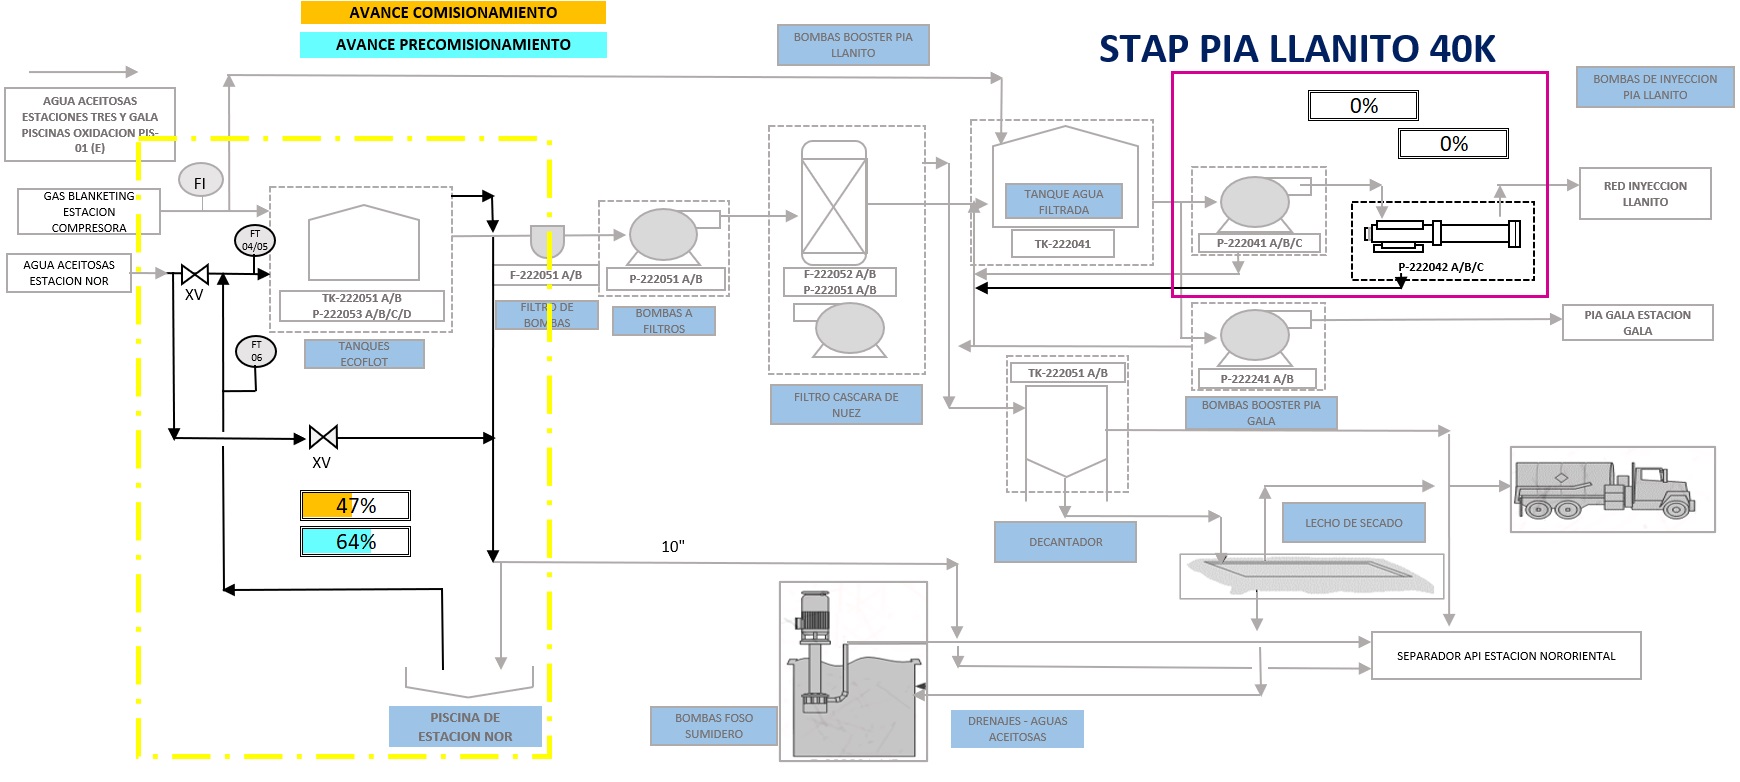 AVANCE COMISIONAMIENTO
AVANCE PRECOMISIONAMIENTO
BOMBAS BOOSTER PIA
LLANITO
STAP PIA LLANITO 40K
BOMBAS DE INYECCION
PIA LLANITO
AGUA ACEITOSAS
ESTACIONES TRES Y GALA
PISCINAS OXIDACION PIS-
01 (E)
0%
0%
FI
GAS BLANKETING
ESTACION
COMPRESORA
FT
04/05
AGUA ACEITOSAS
ESTACION NOR
XV
TK-222051 A/B
P-222053 A/B/C/D
TANQUES
ECOFLOT
FT
06
F-222051 A/B
FILTRO DE
BOMBAS
P-222051 A/B
BOMBAS A
FILTROS
F-222052 A/B
P-222051 A/B
FILTRO CASCARA DE
NUEZ
TANQUE AGUA
FILTRADA
TK-222041
P-222041 A/B/C
P-222042 A/B/C
RED INYECCION
LLANITO
PIA GALA ESTACION
GALA
P-222241 A/B
BOMBAS BOOSTER PIA
GALA
TK-222051 A/B
DECANTADOR
LECHO DE SECADO
XV
47%
64%
10"
SEPARADOR API ESTACION NORORIENTAL
PISCINA DE
ESTACION NOR
BOMBAS FOSO
SUMIDERO
DRENAJES - AGUAS
ACEITOSAS